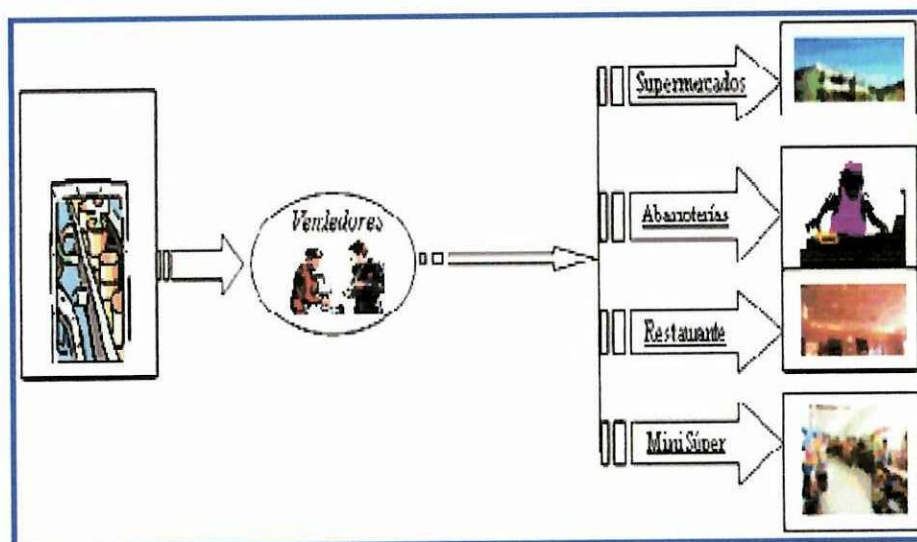 Vendedores
Supermercados
Abarroterías
Restaurante
Mini Súper